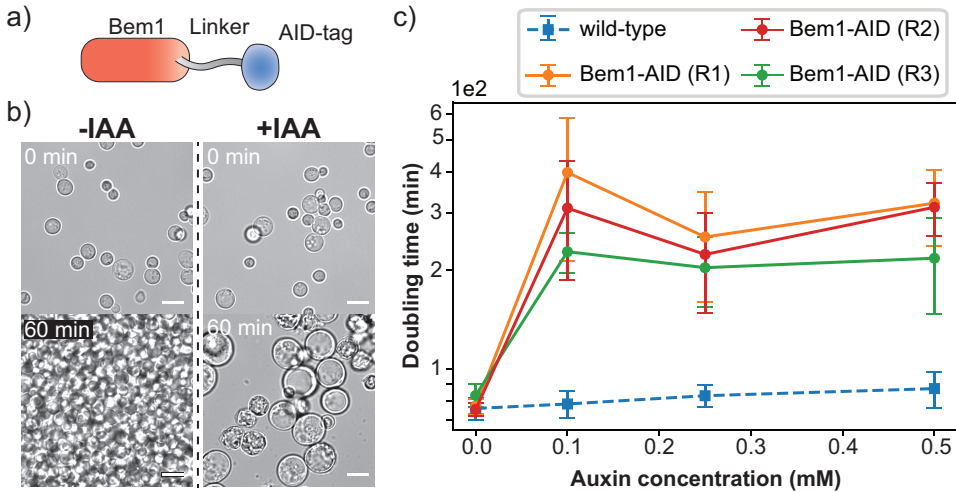 a)
Bem1
Linker
AID-tag
b)
-IAA
+IAA
0 min
0 min
60 min
60 min
c)
wild-type
Bem1-AID (R1)
Bem1-AID (R2)
Bem1-AID (R3)
1e2
6
5
4
3
2
1
Doubling time (min)
0.0 0.1 0.2 0.3 0.4 0.5
Auxin concentration (mM)